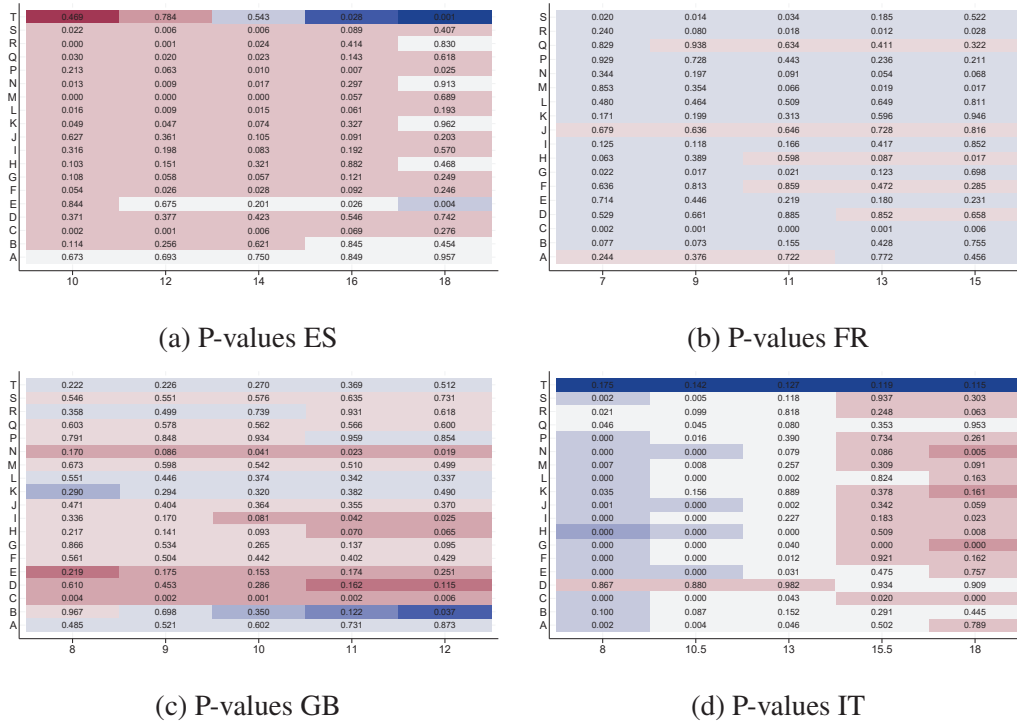 T 0.469 0.784 0.543 0.028 0.001
S 0.022 0.006 0.006 0.089 0.407
R 0.000 0.001 0.024 0.414 0.830
Q 0.030 0.020 0.023 0.143 0.618
P 0.213 0.063 0.010 0.007 0.025
N 0.013 0.009 0.017 0.297 0.913
M 0.000 0.000 0.000 0.057 0.689
L 0.016 0.009 0.015 0.061 0.193
K 0.049 0.047 0.074 0.327 0.962
J 0.627 0.361 0.105 0.091 0.203
I 0.316 0.198 0.083 0.192 0.570
H 0.103 0.151 0.321 0.882 0.468
G 0.108 0.058 0.057 0.121 0.249
F 0.054 0.026 0.028 0.092 0.246
E 0.844 0.675 0.201 0.026 0.004
D 0.371 0.377 0.423 0.546 0.742
C 0.002 0.001 0.006 0.069 0.276
B 0.114 0.256 0.621 0.845 0.454
A 0.673 0.693 0.750 0.849 0.957
10 12 14 16 18
(a) P-values ES
S 0.020 0.014 0.034 0.185 0.522
R 0.240 0.080 0.018 0.012 0.028
Q 0.829 0.938 0.634 0.411 0.322
P 0.929 0.728 0.443 0.236 0.211
N 0.344 0.197 0.091 0.054 0.068
M 0.853 0.354 0.066 0.019 0.017
L 0.480 0.464 0.509 0.649 0.811
K 0.171 0.199 0.313 0.596 0.946
J 0.679 0.636 0.646 0.728 0.816
I 0.125 0.118 0.166 0.417 0.852
H 0.063 0.389 0.598 0.087 0.017
G 0.022 0.017 0.021 0.123 0.698
F 0.636 0.813 0.859 0.472 0.285
E 0.714 0.446 0.219 0.180 0.231
D 0.529 0.661 0.885 0.852 0.658
C 0.002 0.001 0.000 0.001 0.006
B 0.077 0.073 0.155 0.428 0.755
A 0.244 0.376 0.722 0.772 0.456
7 9 11 13 15
(b) P-values FR
T 0.222 0.226 0.270 0.369 0.512
S 0.546 0.551 0.576 0.635 0.731
R 0.358 0.499 0.739 0.931 0.618
Q 0.603 0.578 0.562 0.566 0.600
P 0.791 0.848 0.934 0.959 0.854
N 0.170 0.086 0.041 0.023 0.019
M 0.673 0.598 0.542 0.510 0.499
L 0.551 0.446 0.374 0.342 0.337
K 0.290 0.294 0.320 0.382 0.490
J 0.471 0.404 0.364 0.355 0.370
I 0.336 0.170 0.081 0.042 0.025
H 0.217 0.141 0.093 0.070 0.065
G 0.866 0.534 0.265 0.137 0.095
F 0.561 0.504 0.442 0.402 0.429
E 0.219 0.175 0.153 0.174 0.251
D 0.610 0.453 0.286 0.162 0.115
C 0.004 0.002 0.001 0.002 0.006
B 0.967 0.698 0.350 0.122 0.037
A 0.485 0.521 0.602 0.731 0.873
8 9 10 11 12
(c) P-values GB
T 0.175 0.142 0.127 0.119 0.115
S 0.002 0.005 0.118 0.937 0.303
R 0.021 0.099 0.818 0.248 0.063
Q 0.046 0.045 0.080 0.353 0.953
P 0.000 0.016 0.390 0.734 0.261
N 0.000 0.000 0.079 0.086 0.005
M 0.007 0.008 0.257 0.309 0.091
L 0.000 0.000 0.002 0.824 0.163
K 0.035 0.156 0.889 0.378 0.161
J 0.001 0.000 0.002 0.342 0.059
I 0.000 0.000 0.227 0.183 0.023
H 0.000 0.000 0.509 0.509 0.008
G 0.000 0.000 0.040 0.000 0.000
F 0.000 0.000 0.012 0.921 0.162
E 0.000 0.000 0.031 0.475 0.757
D 0.867 0.880 0.982 0.934 0.909
C 0.000 0.000 0.043 0.020 0.000
B 0.100 0.087 0.152 0.291 0.445
A 0.002 0.004 0.046 0.502 0.789
8 10.5 13 15.5 18
(d) P-values IT